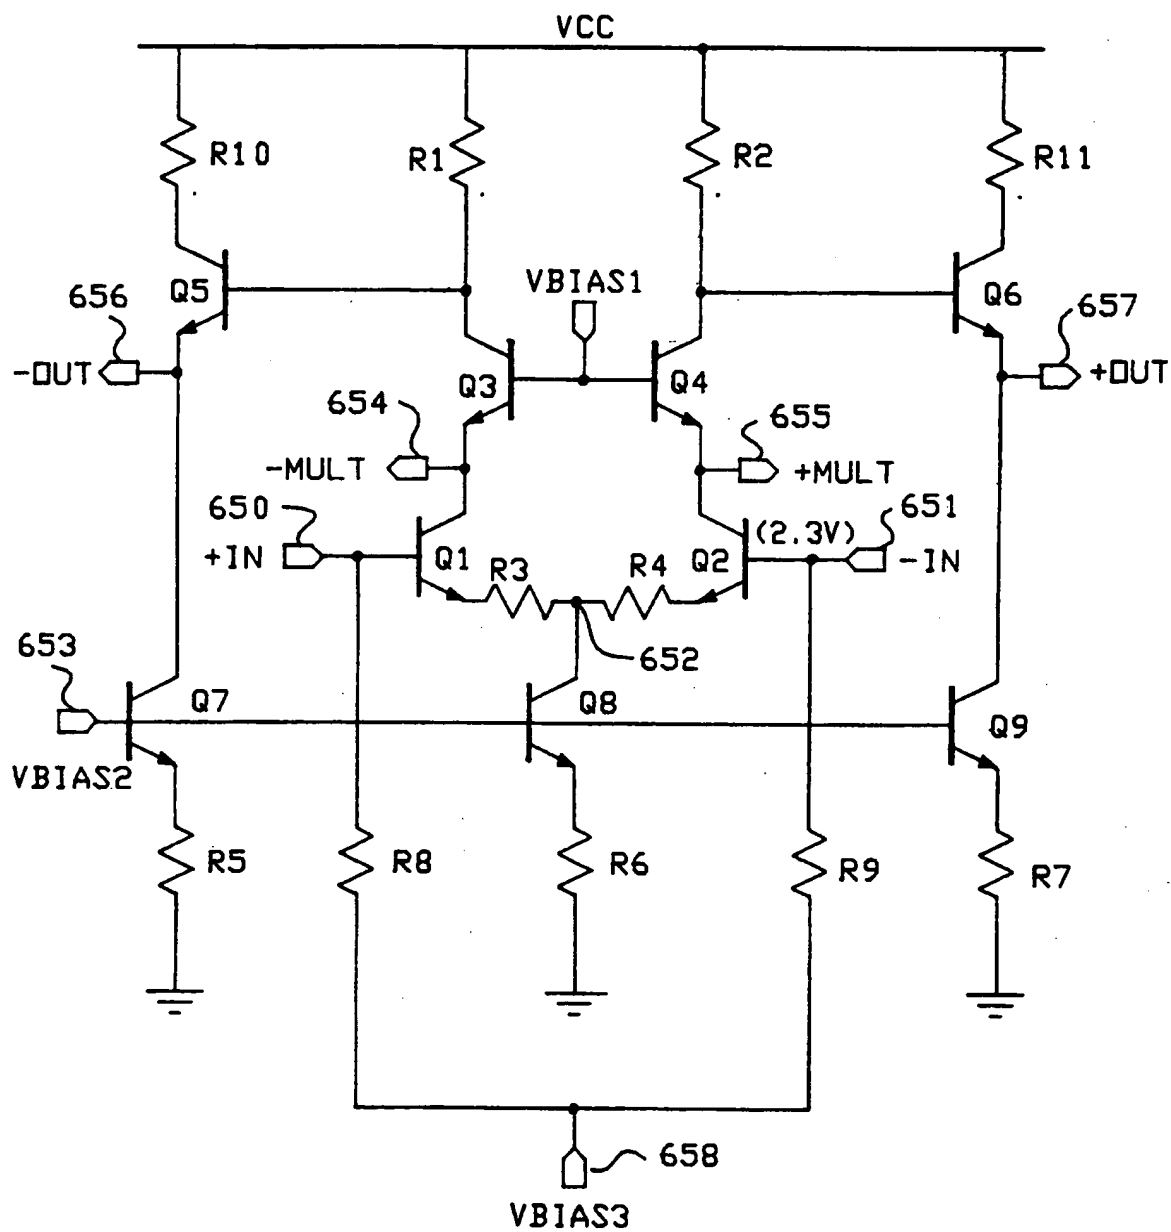 VCC
R10
R1
R2
R11
VBIAS1
656
Q5
Q6
657
-OUT
+OUT
Q3
Q4
654
655
-MULT
+MULT
650
(2.3V)
651
+IN
Q1
R3
R4
Q2
-IN
653
652
Q7
Q8
Q9
VBIAS2
R5
R8
R6
R9
R7
658
VBIAS3